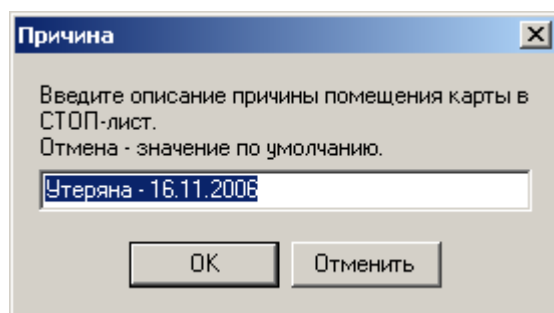 Причина
Введите описание причины помещения карты в
СТОП-лист.
Отмена - значение по умолчанию.
Утеряна - 16.11.2006
OK
Отменить